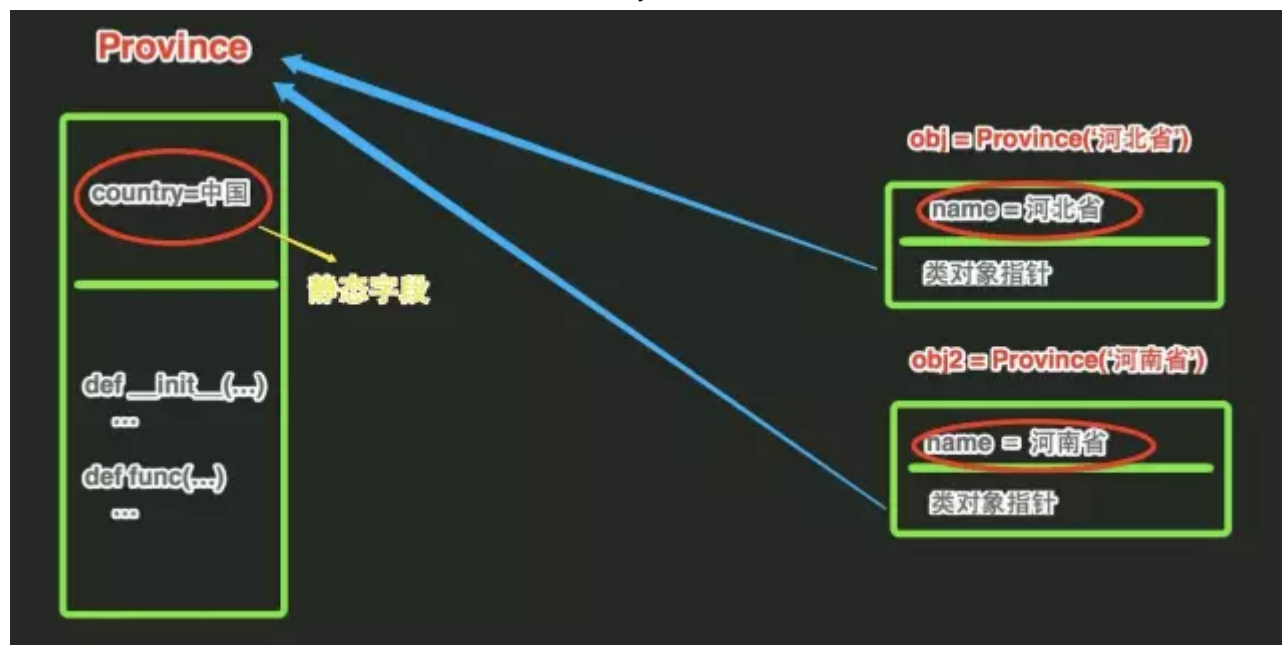 Province
country=中国
静态字段
def __init__(...)
...
def func(...)
...
obj = Province('河北省')
name = 河北省
类对象指针
obj2 = Province('河南省')
name = 河南省
类对象指针